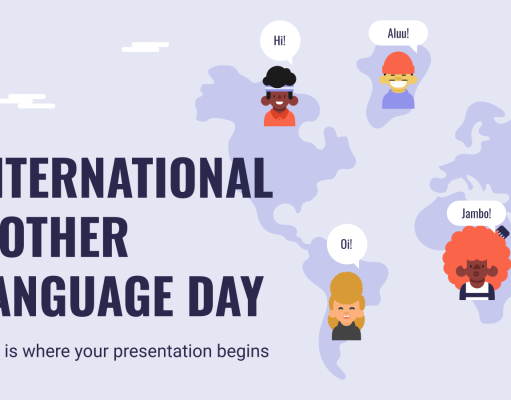 Hi!
Aluu!
NTERNATIONAL
OTHER
ANGUAGE DAY
Jambo!
Oi!
is where your presentation begins